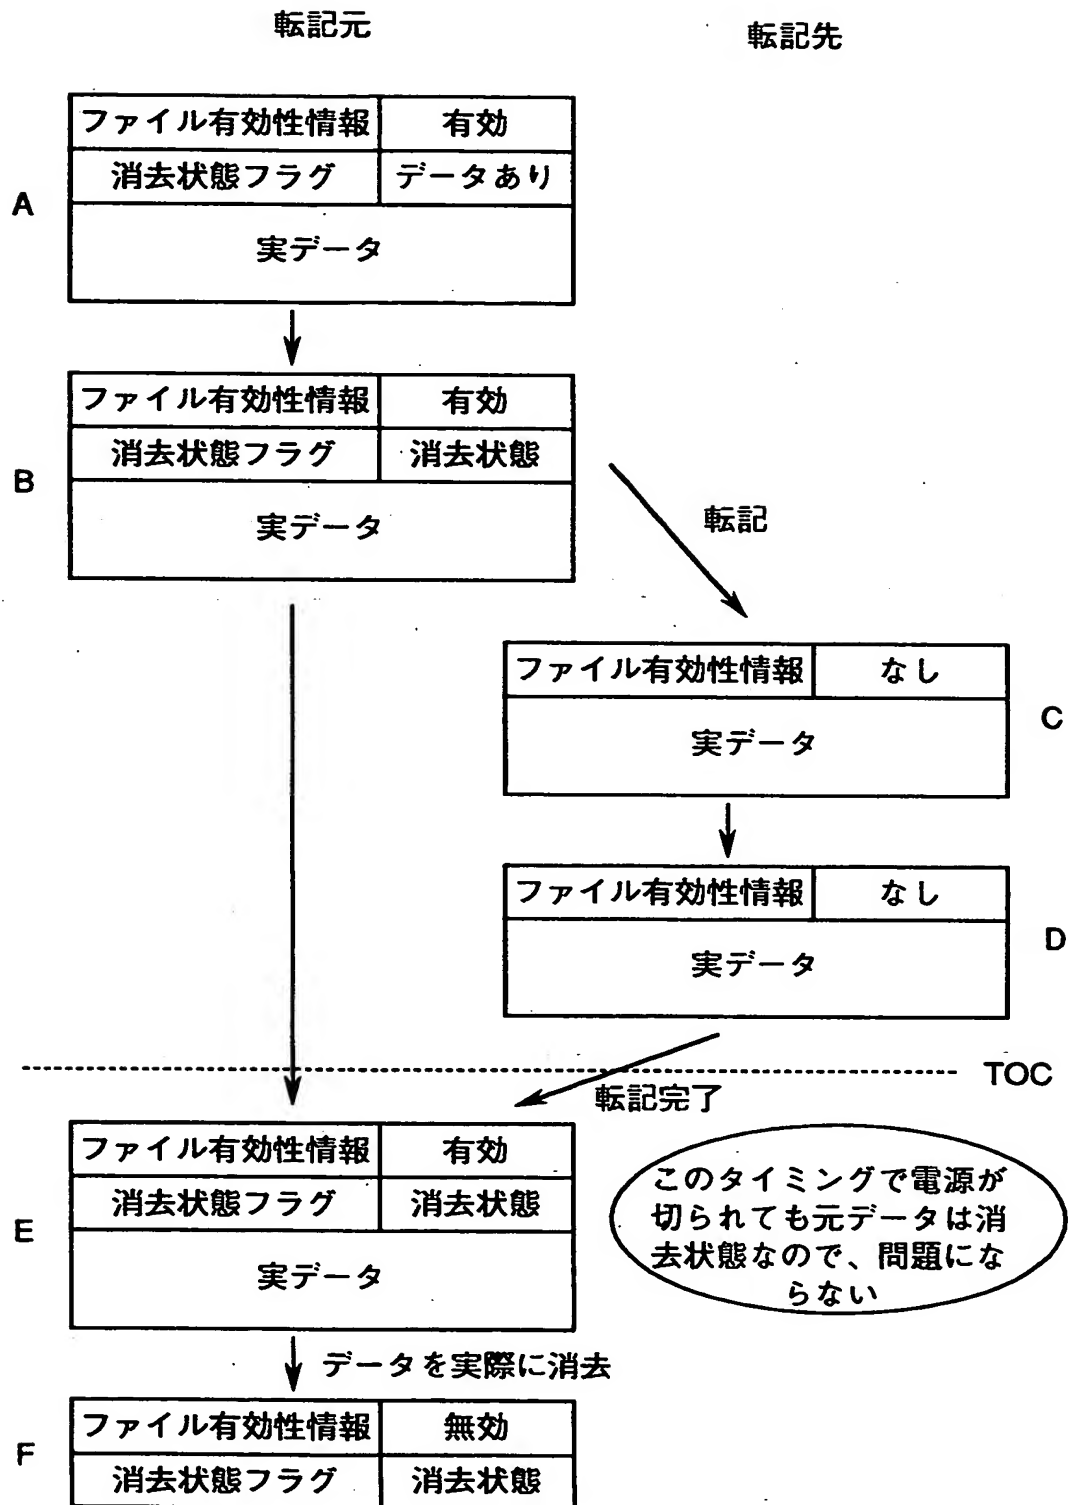 転記元
転記先
A
ファイル有効性情報 有効
消去状態フラグ データあり
実データ
B
ファイル有効性情報 有効
消去状態フラグ 消去状態
実データ
転記
C
ファイル有効性情報 なし
実データ
D
ファイル有効性情報 なし
実データ
TOC
転記完了
E
ファイル有効性情報 有効
消去状態フラグ 消去状態
実データ
このタイミングで電源が
切られても元データは消
去状態なので、問題にな
らない
データを実際に消去
F
ファイル有効性情報 無効
消去状態フラグ 消去状態